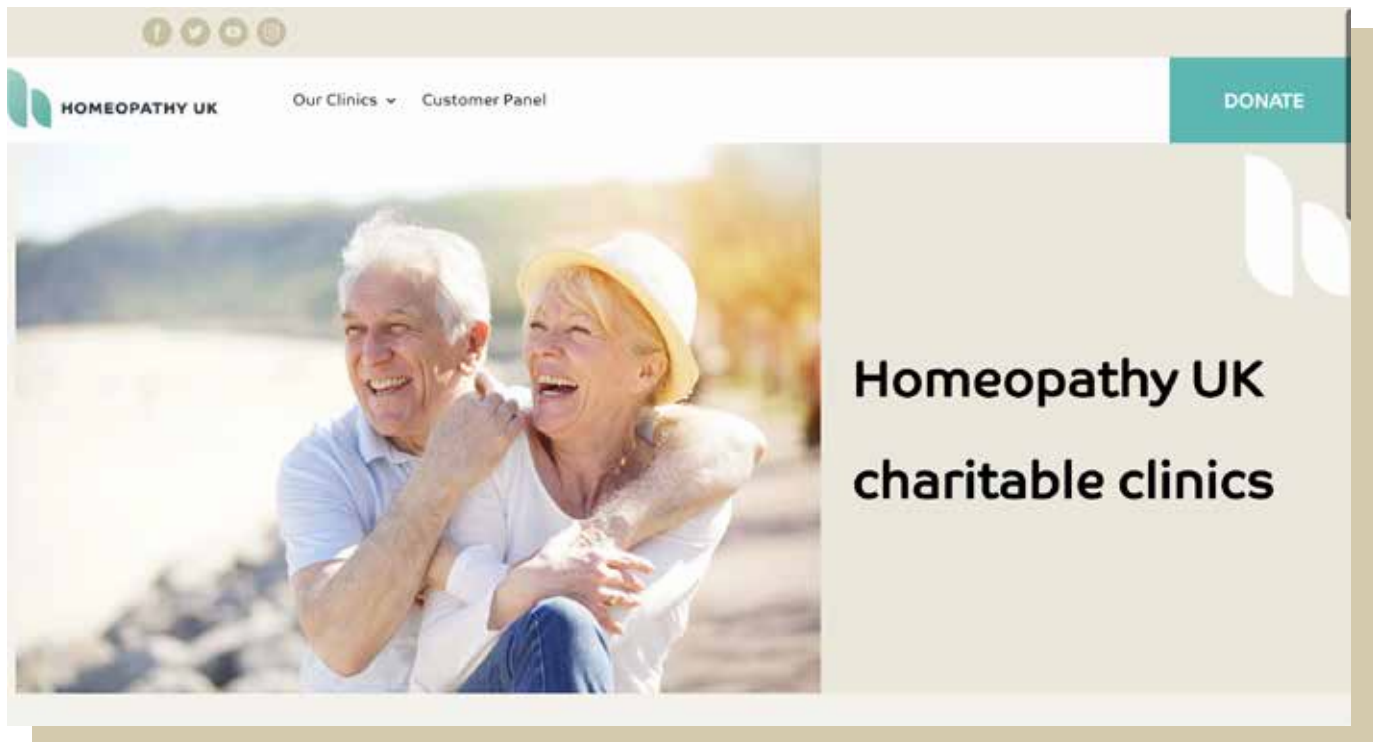 HOMEOPATHY UK
Our Clinics
Customer Panel
DONATE
Homeopathy UK
charitable clinics